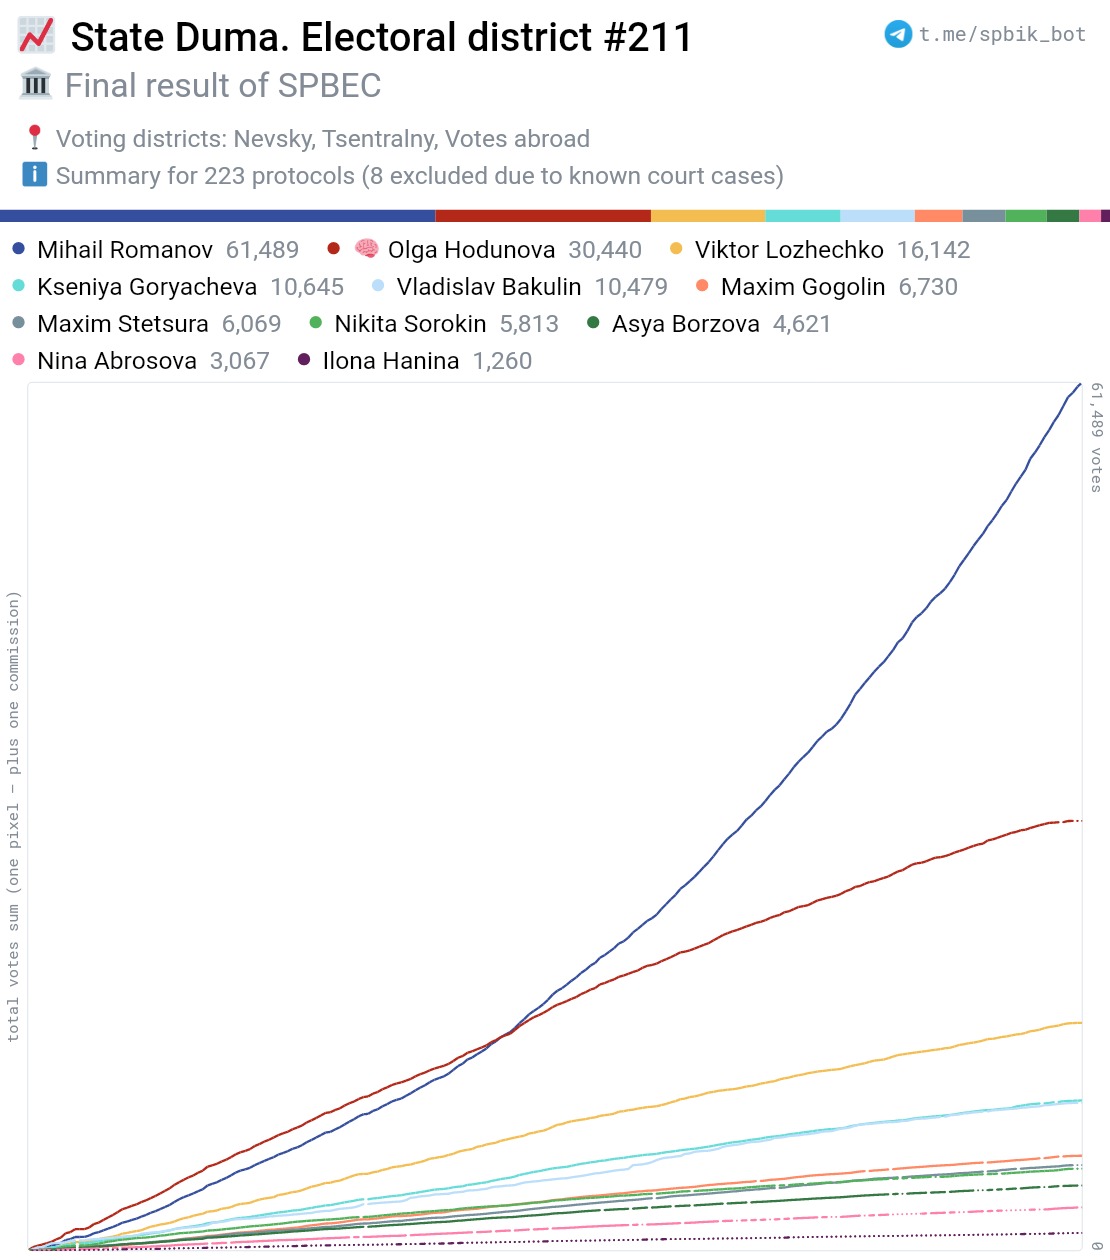 State Duma. Electoral district #211
t.me/spbik_bot
Final result of SPBEC
Voting districts: Nevsky, Tsentralny, Votes abroad
Summary for 223 protocols (8 excluded due to known court cases)
Mihail Romanov 61,489 Olga Hodunova 30,440 Viktor Lozhechko 16,142
Kseniya Goryacheva 10,645 Vladislav Bakulin 10,479 Maxim Gogolin 6,730
Maxim Stetsura 6,069 Nikita Sorokin 5,813 Asya Borzova 4,621
Nina Abrosova 3,067 Ilona Hanina 1,260
61,489 votes
total votes sum (one pixel – plus one commission)
0